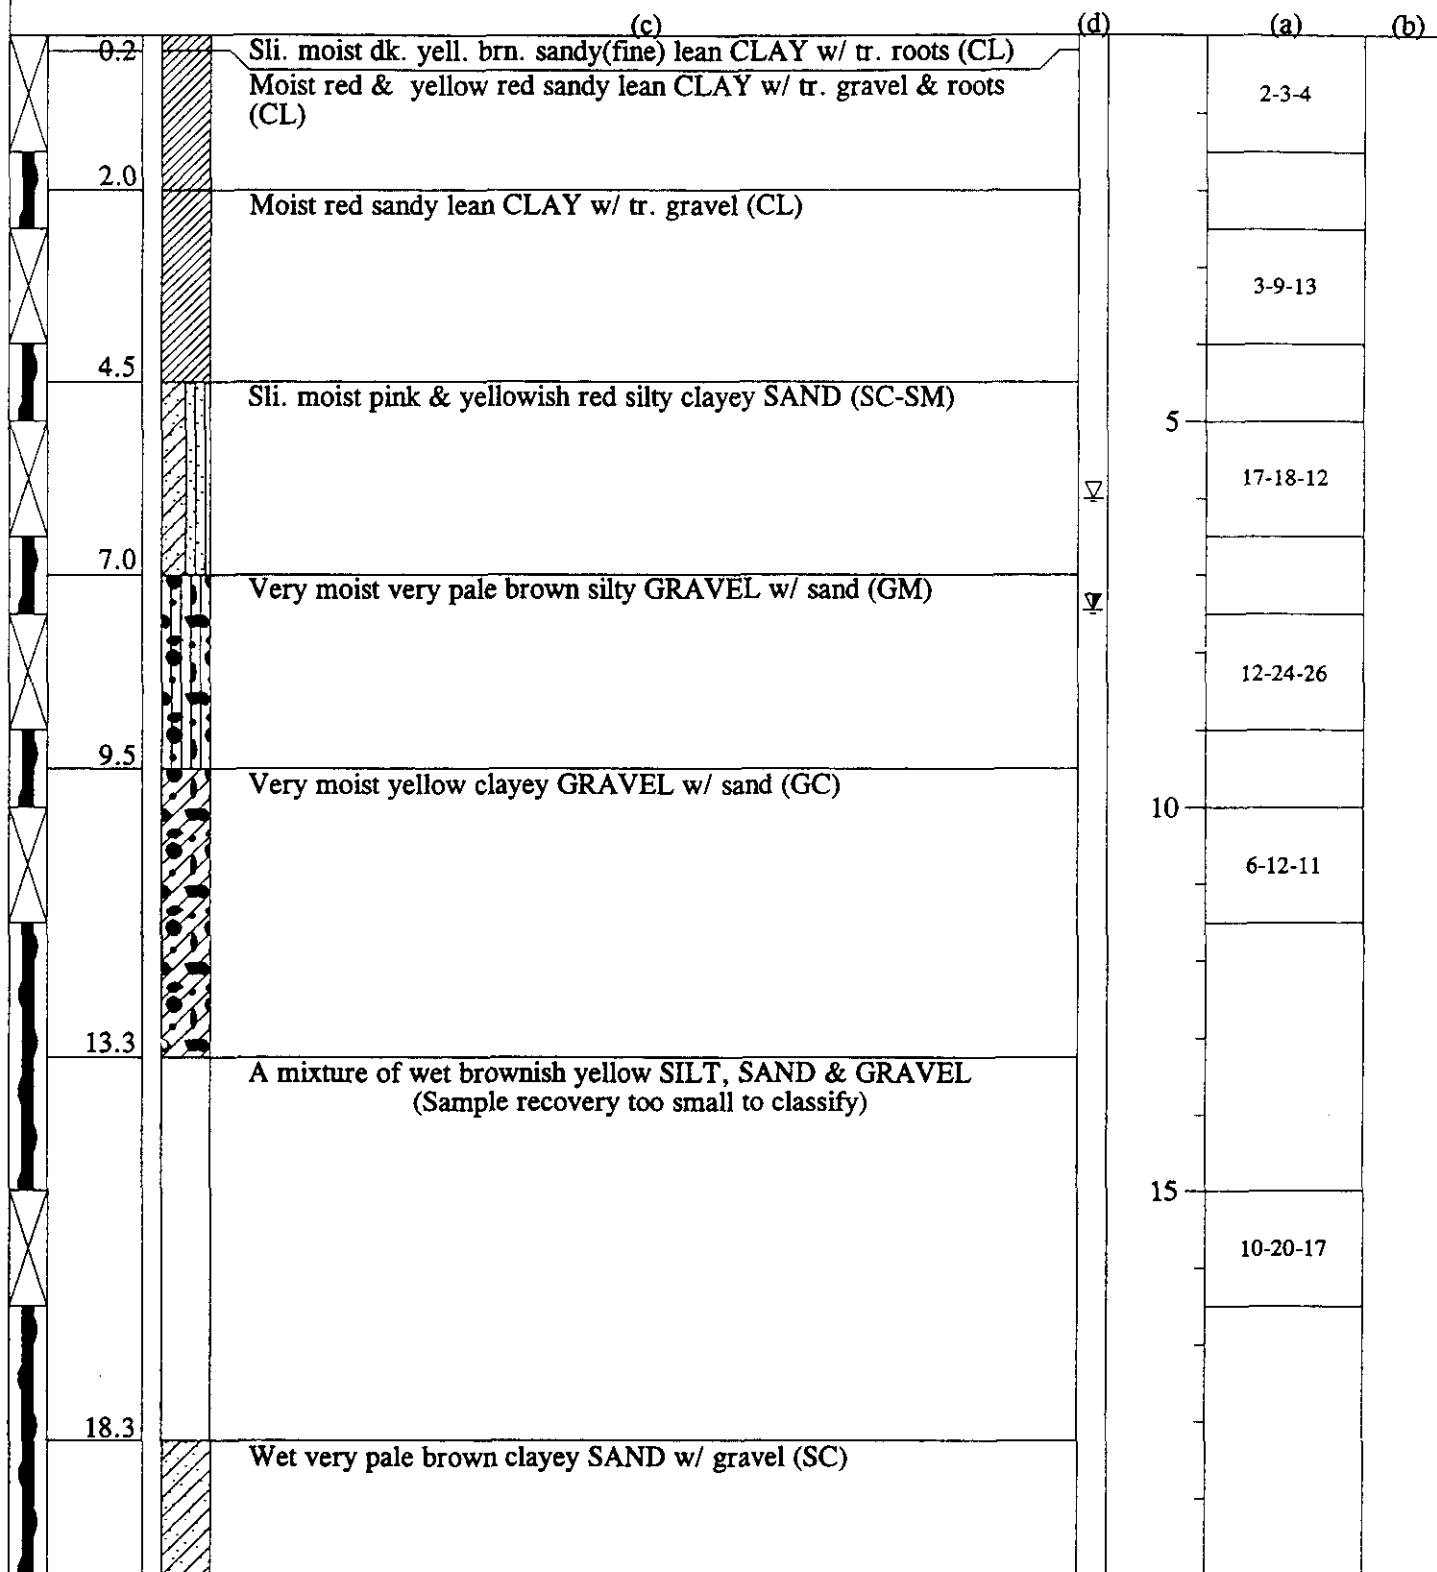 (c) (d) (a) (b)
0.2 Sli. moist dk. yell. brn. sandy(fine) lean CLAY w/ tr. roots (CL)
Moist red & yellow red sandy lean CLAY w/ tr. gravel & roots
(CL)
2-3-4
2.0
Moist red sandy lean CLAY w/ tr. gravel (CL)
3-9-13
4.5
Sli. moist pink & yellowish red silty clayey SAND (SC-SM)
5
17-18-12
7.0
Very moist very pale brown silty GRAVEL w/ sand (GM)
12-24-26
9.5
Very moist yellow clayey GRAVEL w/ sand (GC)
10
6-12-11
13.3
A mixture of wet brownish yellow SILT, SAND & GRAVEL
(Sample recovery too small to classify)
15
10-20-17
18.3
Wet very pale brown clayey SAND w/ gravel (SC)